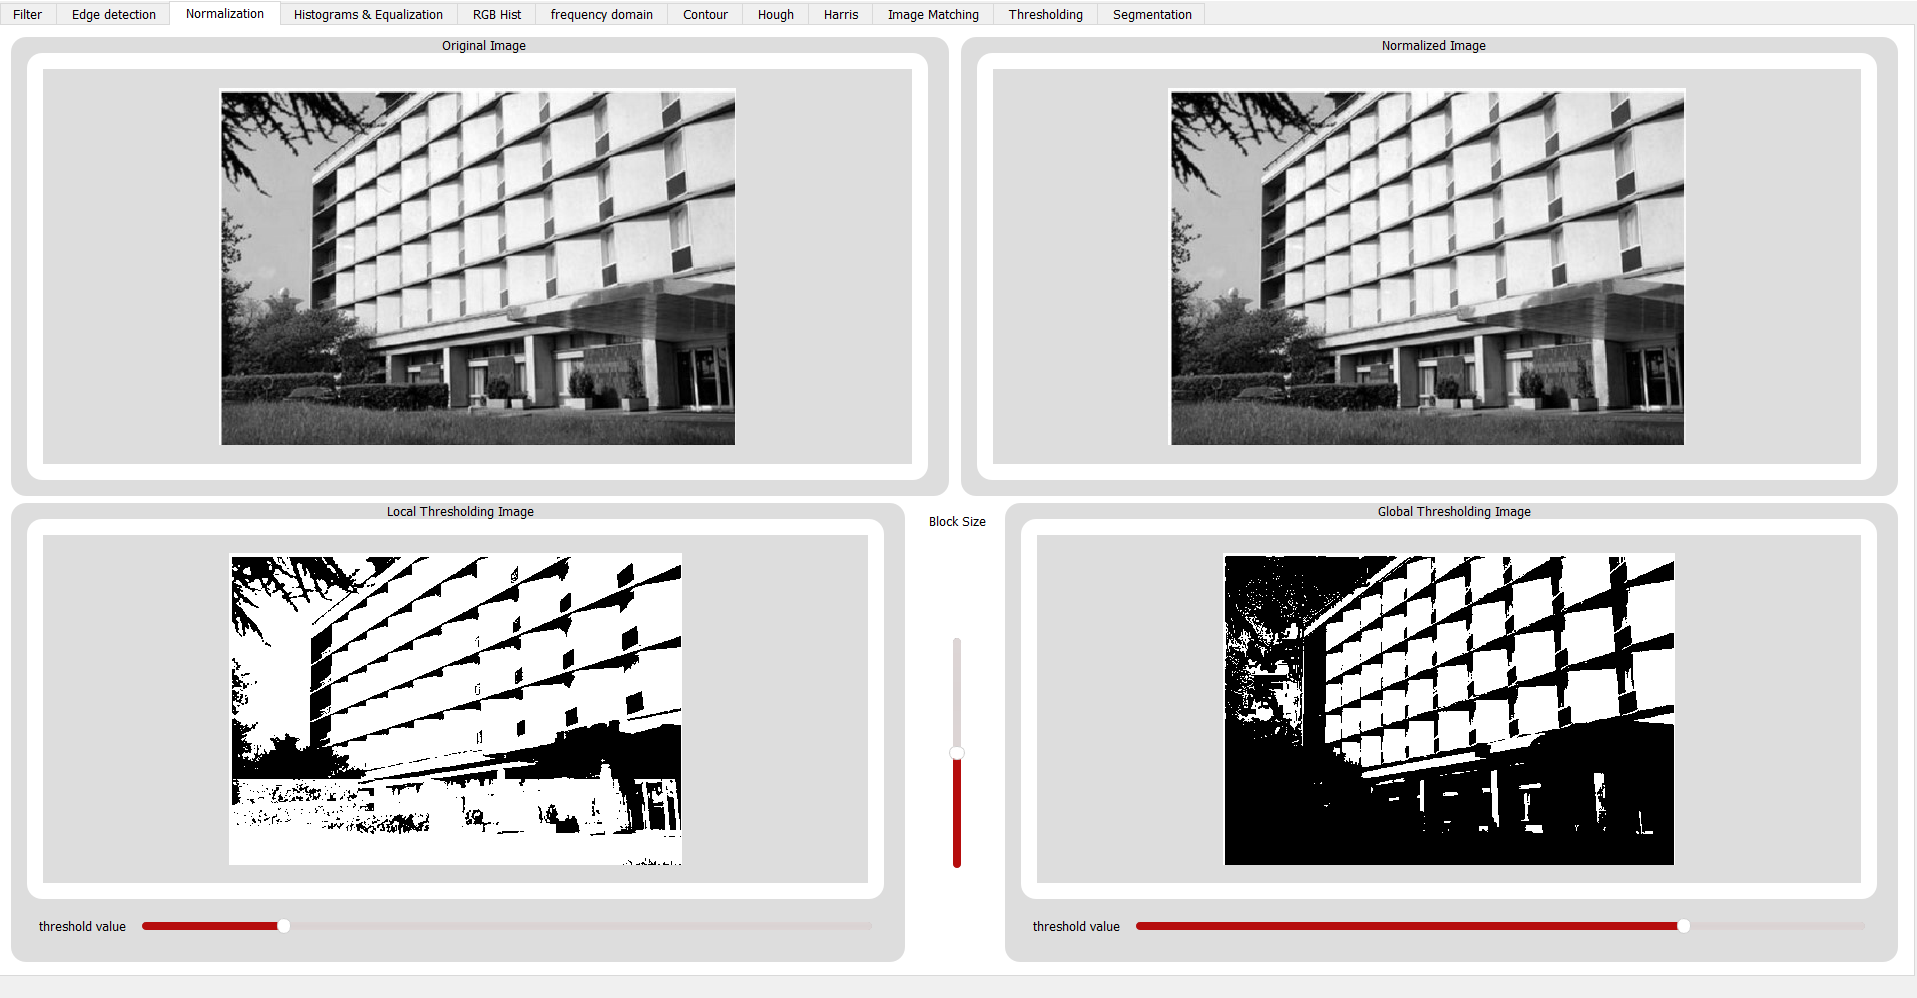 Filter Edge detection Normalization Histograms & Equalization RGB Hist frequency domain Contour Hough Harris Image Matching Thresholding Segmentation
Original Image
Normalized Image
Local Thresholding Image
Block Size
Global Thresholding Image
threshold value
threshold value